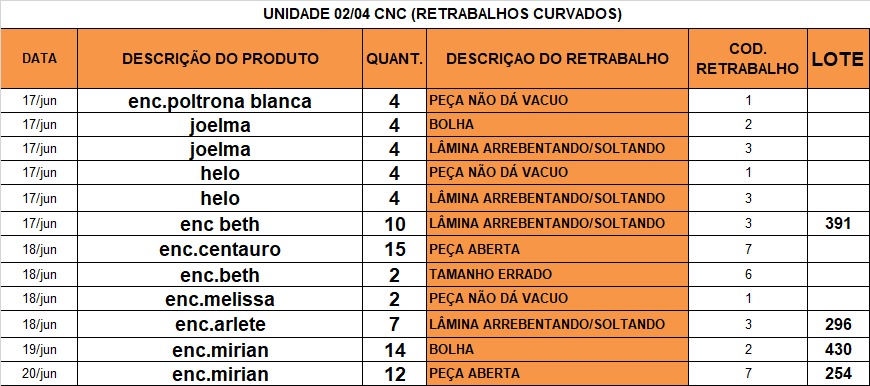 UNIDADE 02/04 CNC (RETRABALHOS CURVADOS)
DATA DESCRIÇÃO DO PRODUTO QUANT. DESCRIÇAO DO RETRABALHO COD. RETRABALHO LOTE
17/jun enc.poltrona blanca 4 PEÇA NÃO DÁ VACUO 1
17/jun joelma 4 BOLHA 2
17/jun joelma 4 LÂMINA ARREBENTANDO/SOLTANDO 3
17/jun helo 4 PEÇA NÃO DÁ VACUO 1
17/jun helo 4 LÂMINA ARREBENTANDO/SOLTANDO 3
17/jun enc beth 10 LÂMINA ARREBENTANDO/SOLTANDO 3 391
18/jun enc.centauro 15 PEÇA ABERTA 7
18/jun enc.beth 2 TAMANHO ERRADO 6
18/jun enc.melissa 2 PEÇA NÃO DÁ VACUO 1
18/jun enc.arlete 7 LÂMINA ARREBENTANDO/SOLTANDO 3 296
19/jun enc.mirian 14 BOLHA 2 430
20/jun enc.mirian 12 PEÇA ABERTA 7 254